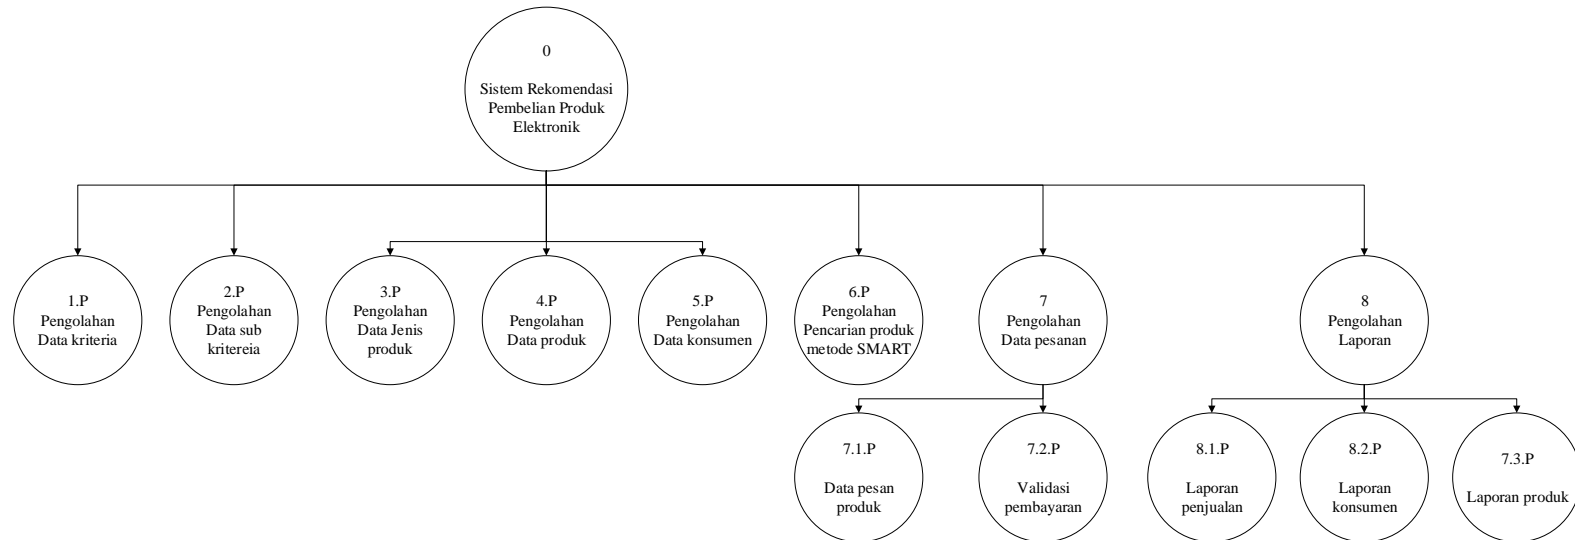 0
Sistem Rekomendasi
Pembelian Produk
Elektronik
1.P
Pengolahan
Data kriteria
2.P
Pengolahan
Data sub
kritereia
3.P
Pengolahan
Data Jenis
produk
4.P
Pengolahan
Data produk
5.P
Pengolahan
Data konsumen
6.P
Pengolahan
Pencarian produk
metode SMART
7
Pengolahan
Data pesanan
8
Pengolahan
Laporan
7.1.P
Data pesan
produk
7.2.P
Validasi
pembayaran
8.1.P
Laporan
penjualan
8.2.P
Laporan
konsumen
7.3.P
Laporan produk